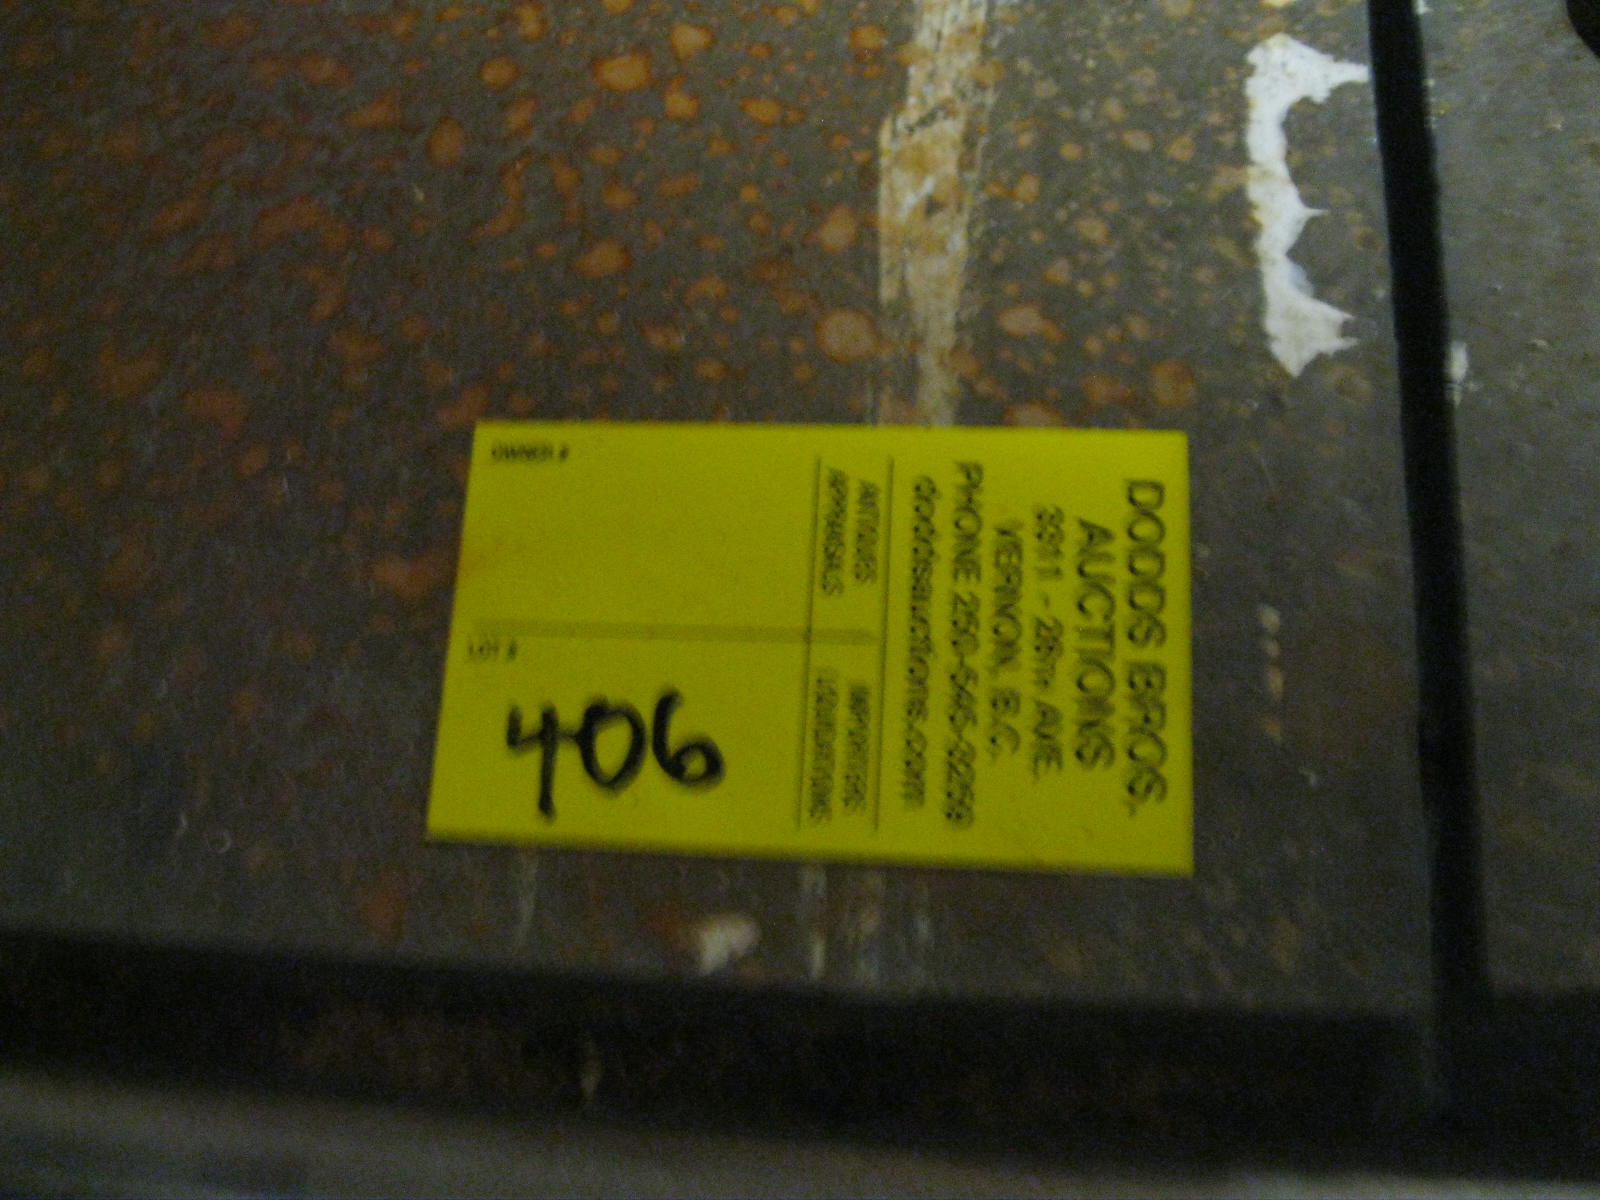 DODDS BROS.
AUCTIONS
3911 - 28TH AVE.
VERNON, B.C.
PHONE 250-545-3259
doddsauctions.com
ANTIQUES IMPORTERS
APPRAISALS LIQUIDATIONS
OWNER #
LOT #
406